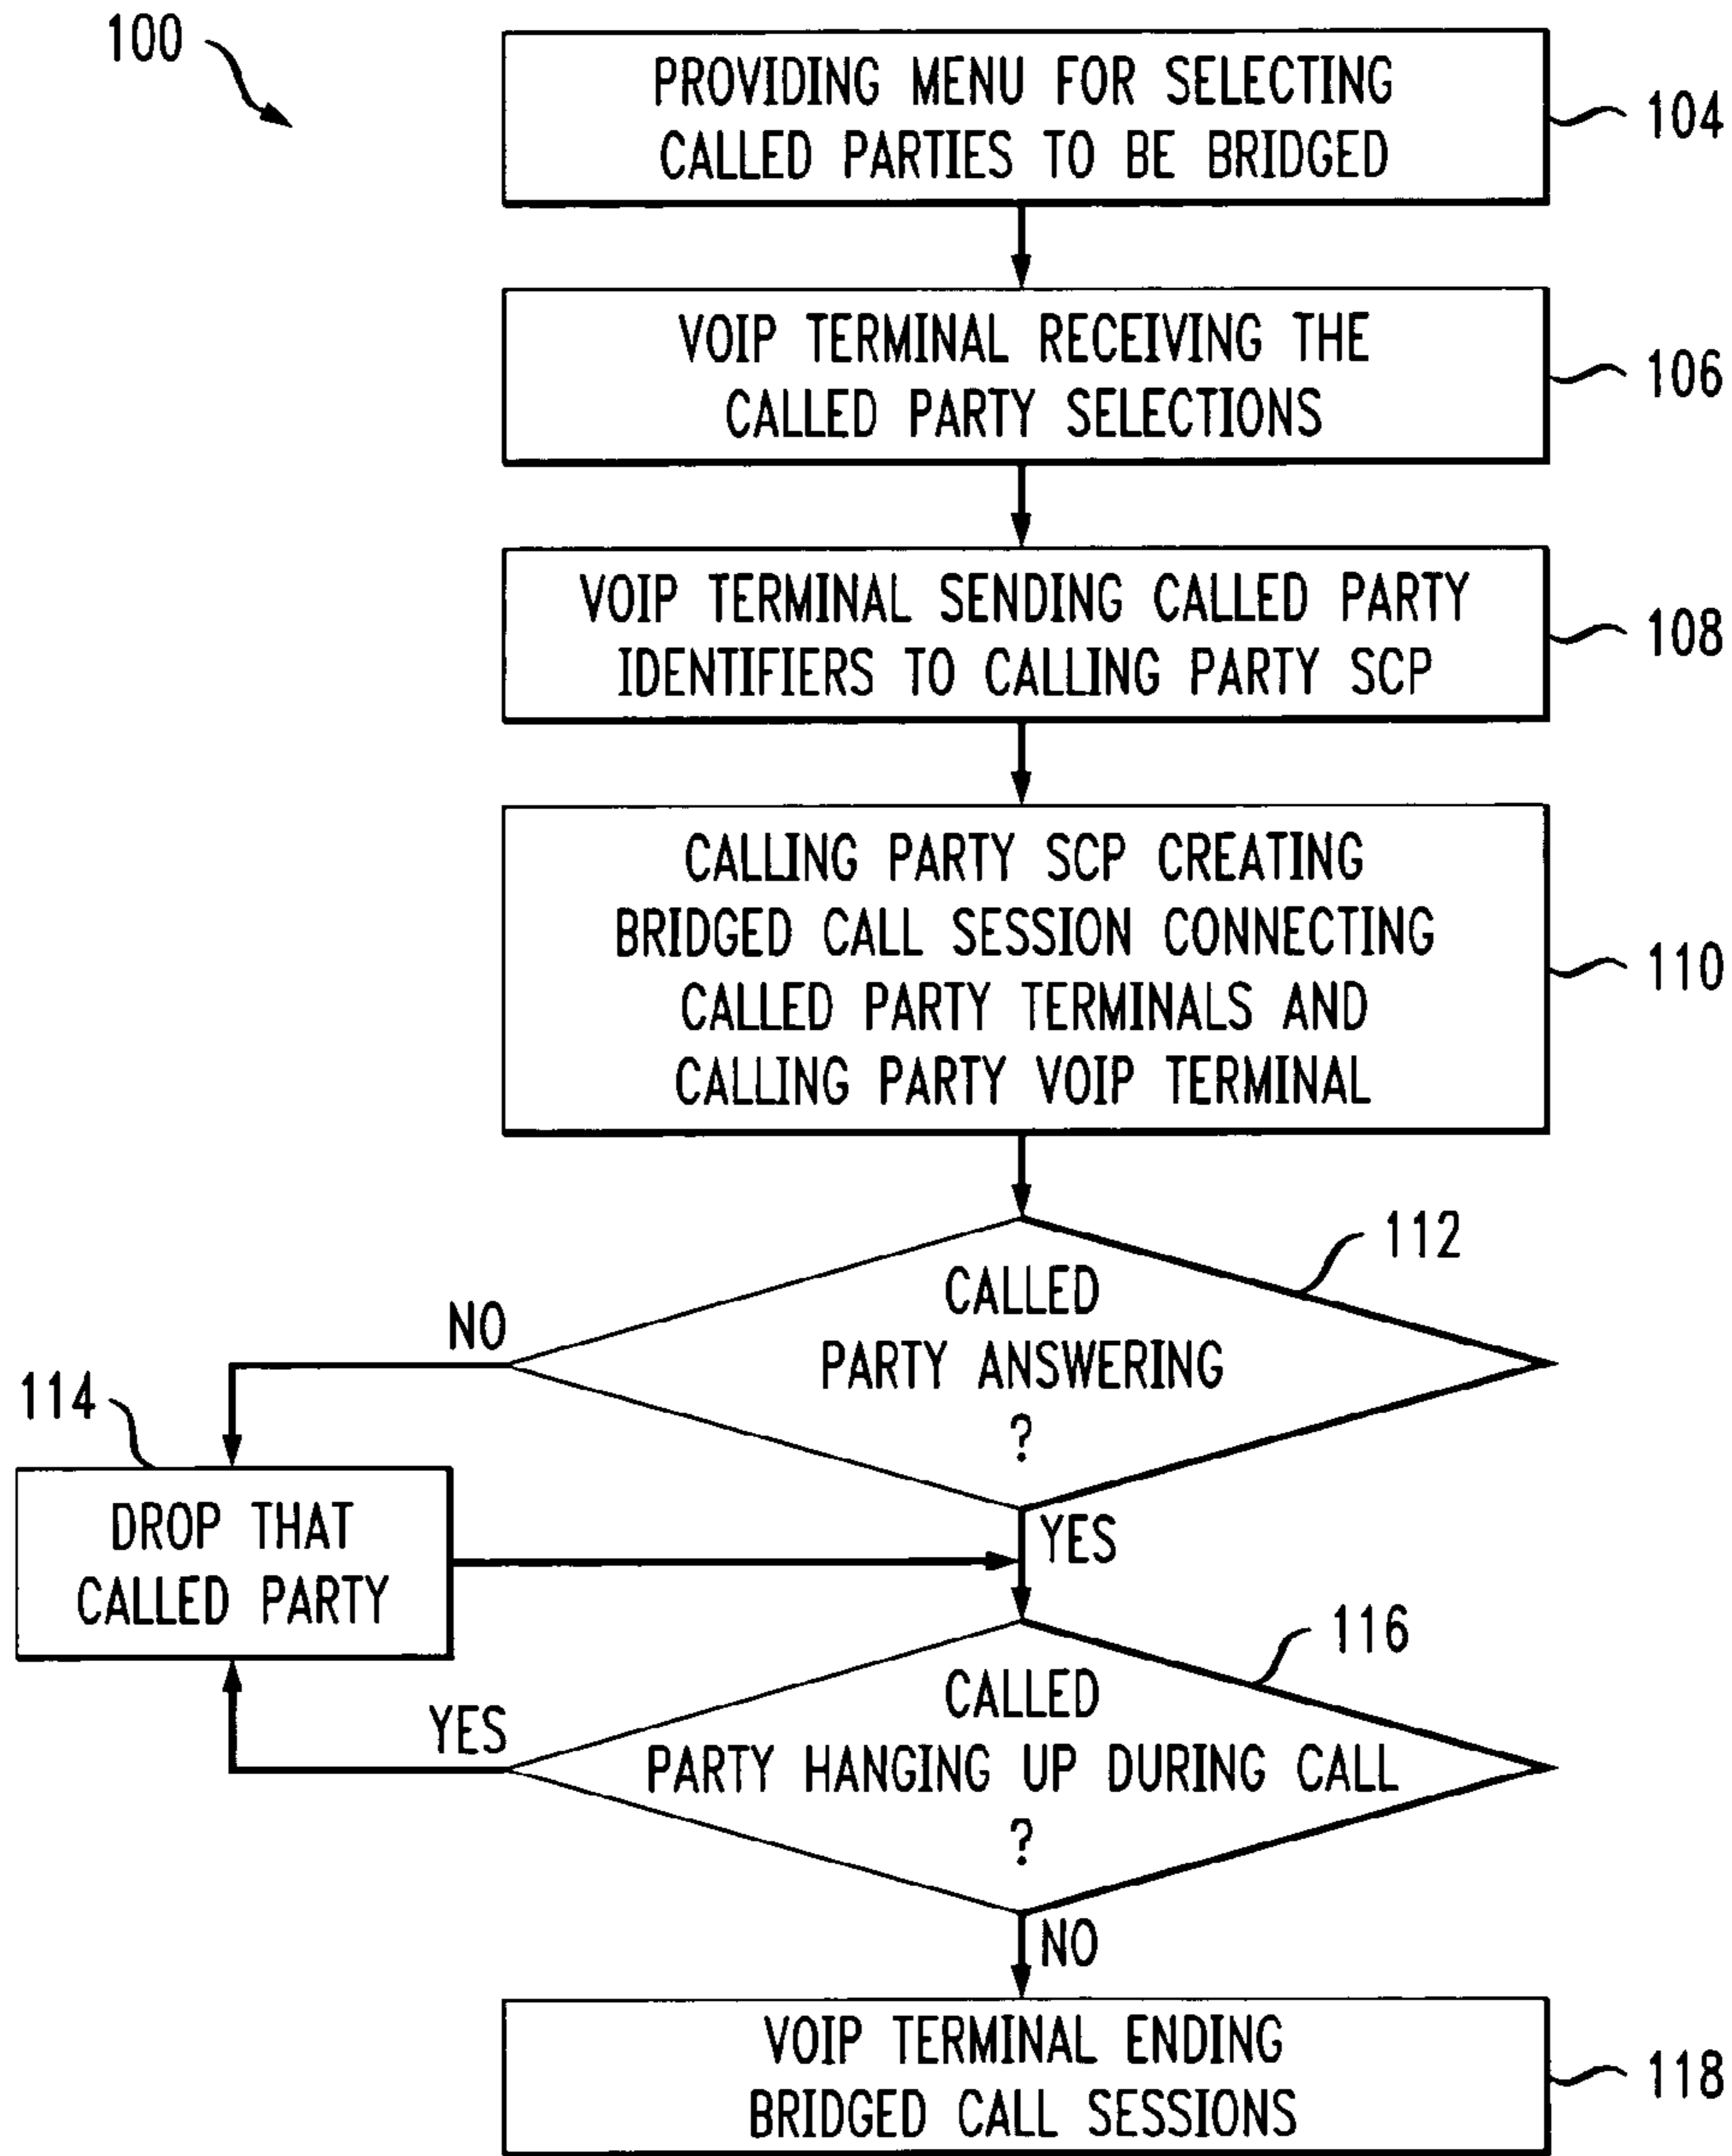 100
PROVIDING MENU FOR SELECTING
CALLED PARTIES TO BE BRIDGED
104
VOIP TERMINAL RECEIVING THE
CALLED PARTY SELECTIONS
106
VOIP TERMINAL SENDING CALLED PARTY
IDENTIFIERS TO CALLING PARTY SCP
108
CALLING PARTY SCP CREATING
BRIDGED CALL SESSION CONNECTING
CALLED PARTY TERMINALS AND
CALLING PARTY VOIP TERMINAL
110
CALLED
PARTY ANSWERING
?
112
NO
114
DROP THAT
CALLED PARTY
YES
CALLED
PARTY HANGING UP DURING CALL
?
116
YES
NO
VOIP TERMINAL ENDING
BRIDGED CALL SESSIONS
118